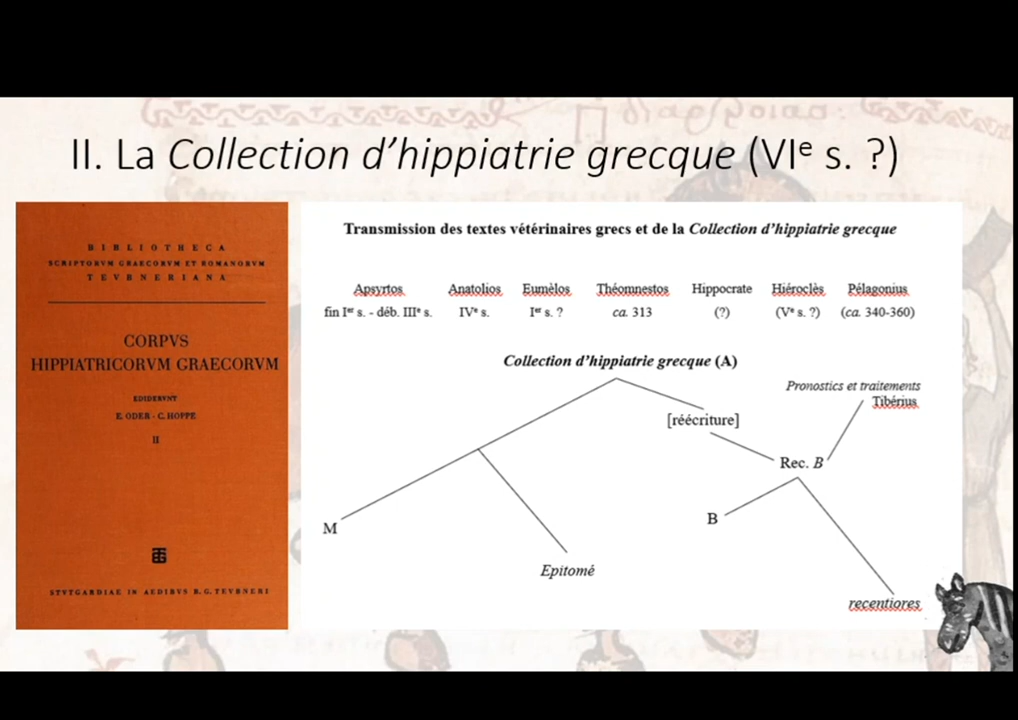 II. La Collection d'hippiatrie grecque (VIe s. ?)
BIBLIOTHECA
SCRIPTORVM GRAECORVM ET ROMANORVM
TEVBNERIANA
CORPVS
HIPPIATRICORVM GRAECORVM
EDIDERVNT
E. ODER · C. HOPPE
II
STVTGARDIAE IN AEDIBVS B. G. TEVBNERI
Transmission des textes vétérinaires grecs et de la Collection d'hippiatrie grecque
Apsyrtos Anatolios Eumèlos Théomnestos Hippocrate Hiéroclès Pélagonius
fin Ier s. - déb. IIIe s. IVe s. Ier s. ? ca. 313 (?) (Ve s. ?) (ca. 340-360)
Collection d'hippiatrie grecque (A)
Pronostics et traitements
Tibérius
[réécriture]
Rec. B
M
B
Epitomé
recentiores